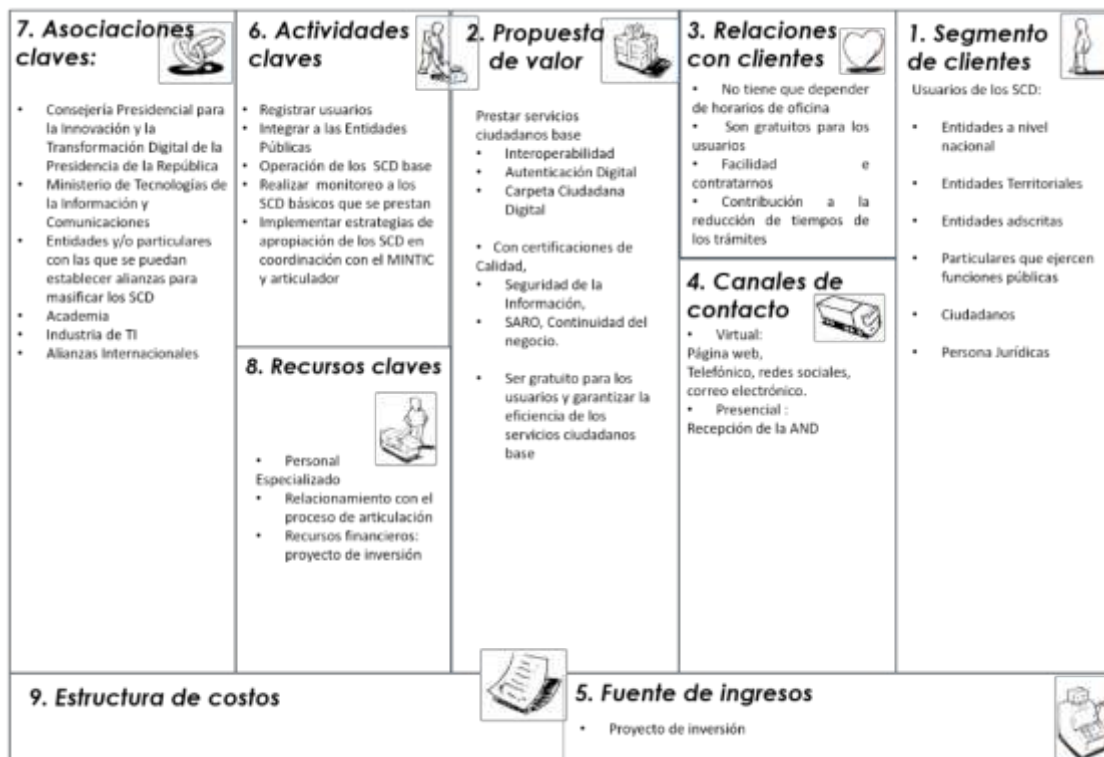 7. Asociaciones
claves:
• Consejería Presidencial para
la Innovación y la
Transformación Digital de la
Presidencia de la República
• Ministerio de Tecnologías de
la Información y
Comunicaciones
• Entidades y/o particulares
con las que se puedan
establecer alianzas para
masificar los SCD
• Academia
• Industria de TI
• Alianzas Internacionales
6. Actividades
claves
• Registrar usuarios
• Integrar a las Entidades
Públicas
• Operación de los SCD base
• Realizar monitoreo a los
SCD básicos que se prestan
• Implementar estrategias de
apropiación de los SCD en
coordinación con el MINTIC
y articulador
8. Recursos claves
• Personal
Especializado
• Relacionamiento con el
proceso de articulación
• Recursos financieros:
proyecto de inversión
2. Propuesta
de valor
Prestar servicios
ciudadanos base
• Interoperabilidad
• Autenticación Digital
• Carpeta Ciudadana
Digital
• Con certificaciones de
Calidad,
• Seguridad de la
Información,
• SARO, Continuidad del
negocio.
• Ser gratuito para los
usuarios y garantizar la
eficiencia de los
servicios ciudadanos
base
3. Relaciones
con clientes
• No tiene que depender
de horarios de oficina
• Son gratuitos para los
usuarios
• Facilidad e
contratarnos
• Contribución a la
reducción de tiempos de
los trámites
4. Canales de
contacto
• Virtual:
Página web,
Telefónico, redes sociales,
correo electrónico.
• Presencial :
Recepción de la AND
1. Segmento
de clientes
Usuarios de los SCD:
• Entidades a nivel
nacional
• Entidades Territoriales
• Entidades adscritas
• Particulares que ejercen
funciones públicas
• Ciudadanos
• Persona Jurídicas
9. Estructura de costos
5. Fuente de ingresos
• Proyecto de inversión